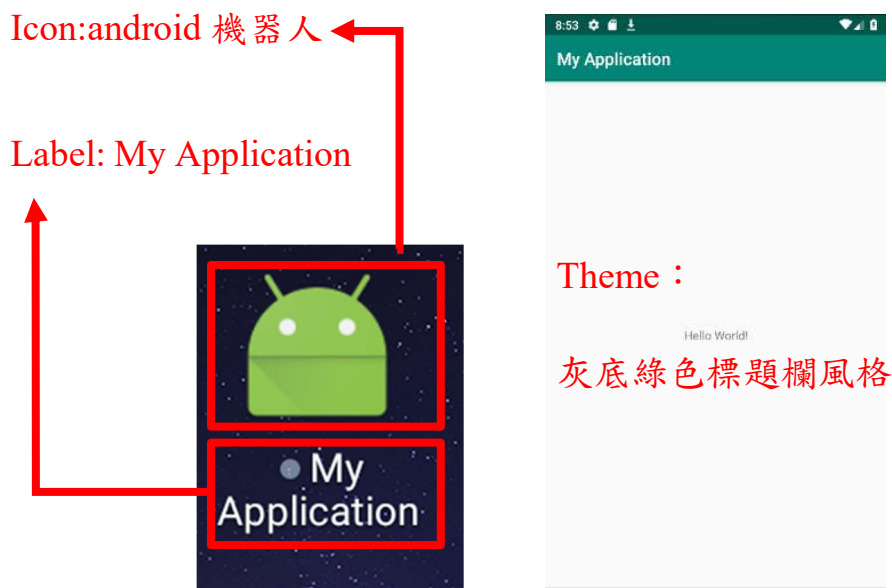 Icon:android 機器人
Label: My Application
My
Application
8:53
My Application
Theme：
Hello World!
灰底綠色標題欄風格